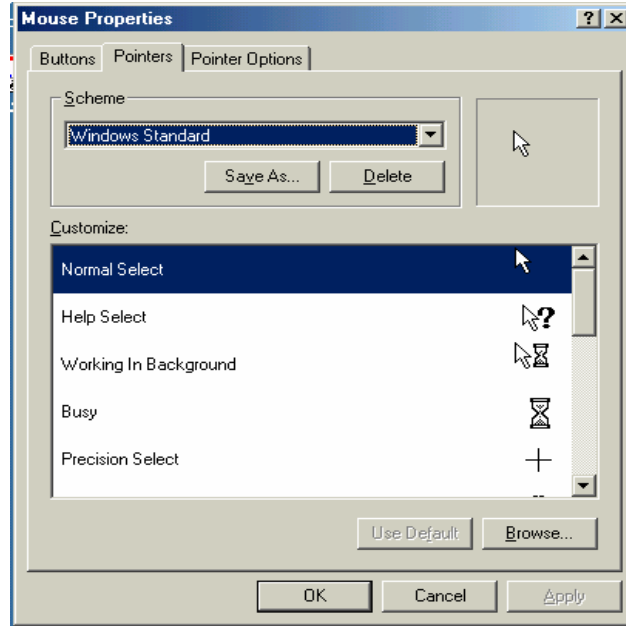 Mouse Properties
Buttons Pointers Pointer Options
Scheme
Windows Standard
Save As... Delete
Customize:
Normal Select
Help Select
Working In Background
Busy
Precision Select
Use Default Browse...
OK Cancel Apply